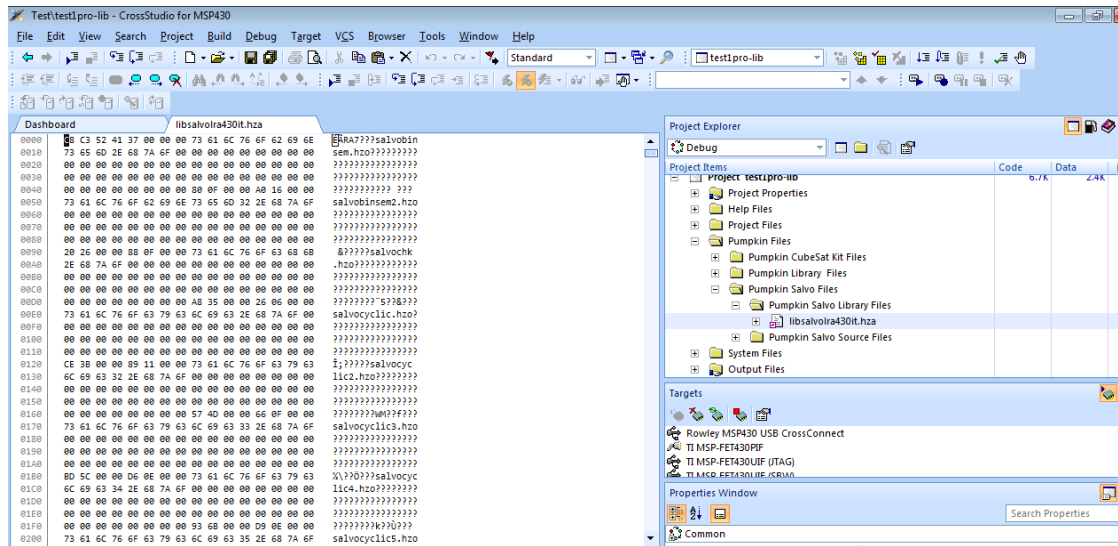 Test\test1pro-lib - CrossStudio for MSP430
File Edit View Search Project Build Debug Target VCS Browser Tools Window Help
Standard
test1pro-lib
Dashboard
libsalvolra430it.hza
0000 C3 52 41 37 00 00 00 73 61 6C 76 6F 62 69 6E ÃRA7???salvobin
0010 73 65 6D 2E 68 7A 6F 00 00 00 00 00 00 00 00 00 sem.hzo?????????
0020 00 00 00 00 00 00 00 00 00 00 00 00 00 00 00 00 ????????????????
0030 00 00 00 00 00 00 00 00 00 00 00 00 00 00 00 00 ????????????????
0040 00 00 00 00 00 00 00 00 80 0F 00 00 A0 16 00 00 ??????????? ???
0050 73 61 6C 76 6F 62 69 6E 73 65 6D 32 2E 68 7A 6F salvobinsem2.hzo
0060 00 00 00 00 00 00 00 00 00 00 00 00 00 00 00 00 ????????????????
0070 00 00 00 00 00 00 00 00 00 00 00 00 00 00 00 00 ????????????????
0080 00 00 00 00 00 00 00 00 00 00 00 00 00 00 00 00 ????????????????
0090 20 26 00 00 88 0F 00 00 73 61 6C 76 6F 63 68 6B &?????salvochk
00A0 2E 68 7A 6F 00 00 00 00 00 00 00 00 00 00 00 00 .hzo????????????
00B0 00 00 00 00 00 00 00 00 00 00 00 00 00 00 00 00 ????????????????
00C0 00 00 00 00 00 00 00 00 00 00 00 00 00 00 00 00 ????????????????
00D0 00 00 00 00 00 00 00 00 A8 35 00 00 26 06 00 00 ????????¨5??&???
00E0 73 61 6C 76 6F 63 79 63 6C 69 63 2E 68 7A 6F 00 salvocyclic.hzo?
00F0 00 00 00 00 00 00 00 00 00 00 00 00 00 00 00 00 ????????????????
0100 00 00 00 00 00 00 00 00 00 00 00 00 00 00 00 00 ????????????????
0110 00 00 00 00 00 00 00 00 00 00 00 00 00 00 00 00 ????????????????
0120 CE 3B 00 00 89 11 00 00 73 61 6C 76 6F 63 79 63 Î;?????salvocyc
0130 6C 69 63 32 2E 68 7A 6F 00 00 00 00 00 00 00 00 lic2.hzo????????
0140 00 00 00 00 00 00 00 00 00 00 00 00 00 00 00 00 ????????????????
0150 00 00 00 00 00 00 00 00 00 00 00 00 00 00 00 00 ????????????????
0160 00 00 00 00 00 00 00 00 57 4D 00 00 66 0F 00 00 ????????WM??f???
0170 73 61 6C 76 6F 63 79 63 6C 69 63 33 2E 68 7A 6F salvocyclic3.hzo
0180 00 00 00 00 00 00 00 00 00 00 00 00 00 00 00 00 ????????????????
0190 00 00 00 00 00 00 00 00 00 00 00 00 00 00 00 00 ????????????????
01A0 00 00 00 00 00 00 00 00 00 00 00 00 00 00 00 00 ????????????????
01B0 BD 5C 00 00 D6 0E 00 00 73 61 6C 76 6F 63 79 63 ½\??Ö???salvocyc
01C0 6C 69 63 34 2E 68 7A 6F 00 00 00 00 00 00 00 00 lic4.hzo????????
01D0 00 00 00 00 00 00 00 00 00 00 00 00 00 00 00 00 ????????????????
01E0 00 00 00 00 00 00 00 00 00 00 00 00 00 00 00 00 ????????????????
01F0 00 00 00 00 00 00 00 00 93 6B 00 00 D9 0E 00 00 ????????k??Ù???
0200 73 61 6C 76 6F 63 79 63 6C 69 63 35 2E 68 7A 6F salvocyclic5.hzo
Project Explorer
Debug
Project Items Code Data
Project 'test1pro-lib' 6.7K 2.4K
Project Properties
Help Files
Project Files
Pumpkin Files
Pumpkin CubeSat Kit Files
Pumpkin Library Files
Pumpkin Salvo Files
Pumpkin Salvo Library Files
libsalvolra430it.hza
Pumpkin Salvo Source Files
System Files
Output Files
Targets
Rowley MSP430 USB CrossConnect
TI MSP-FET430PIF
TI MSP-FET430UIF (JTAG)
TI MSP-FET430UIF (SBW)
Properties Window
Search Properties
Common